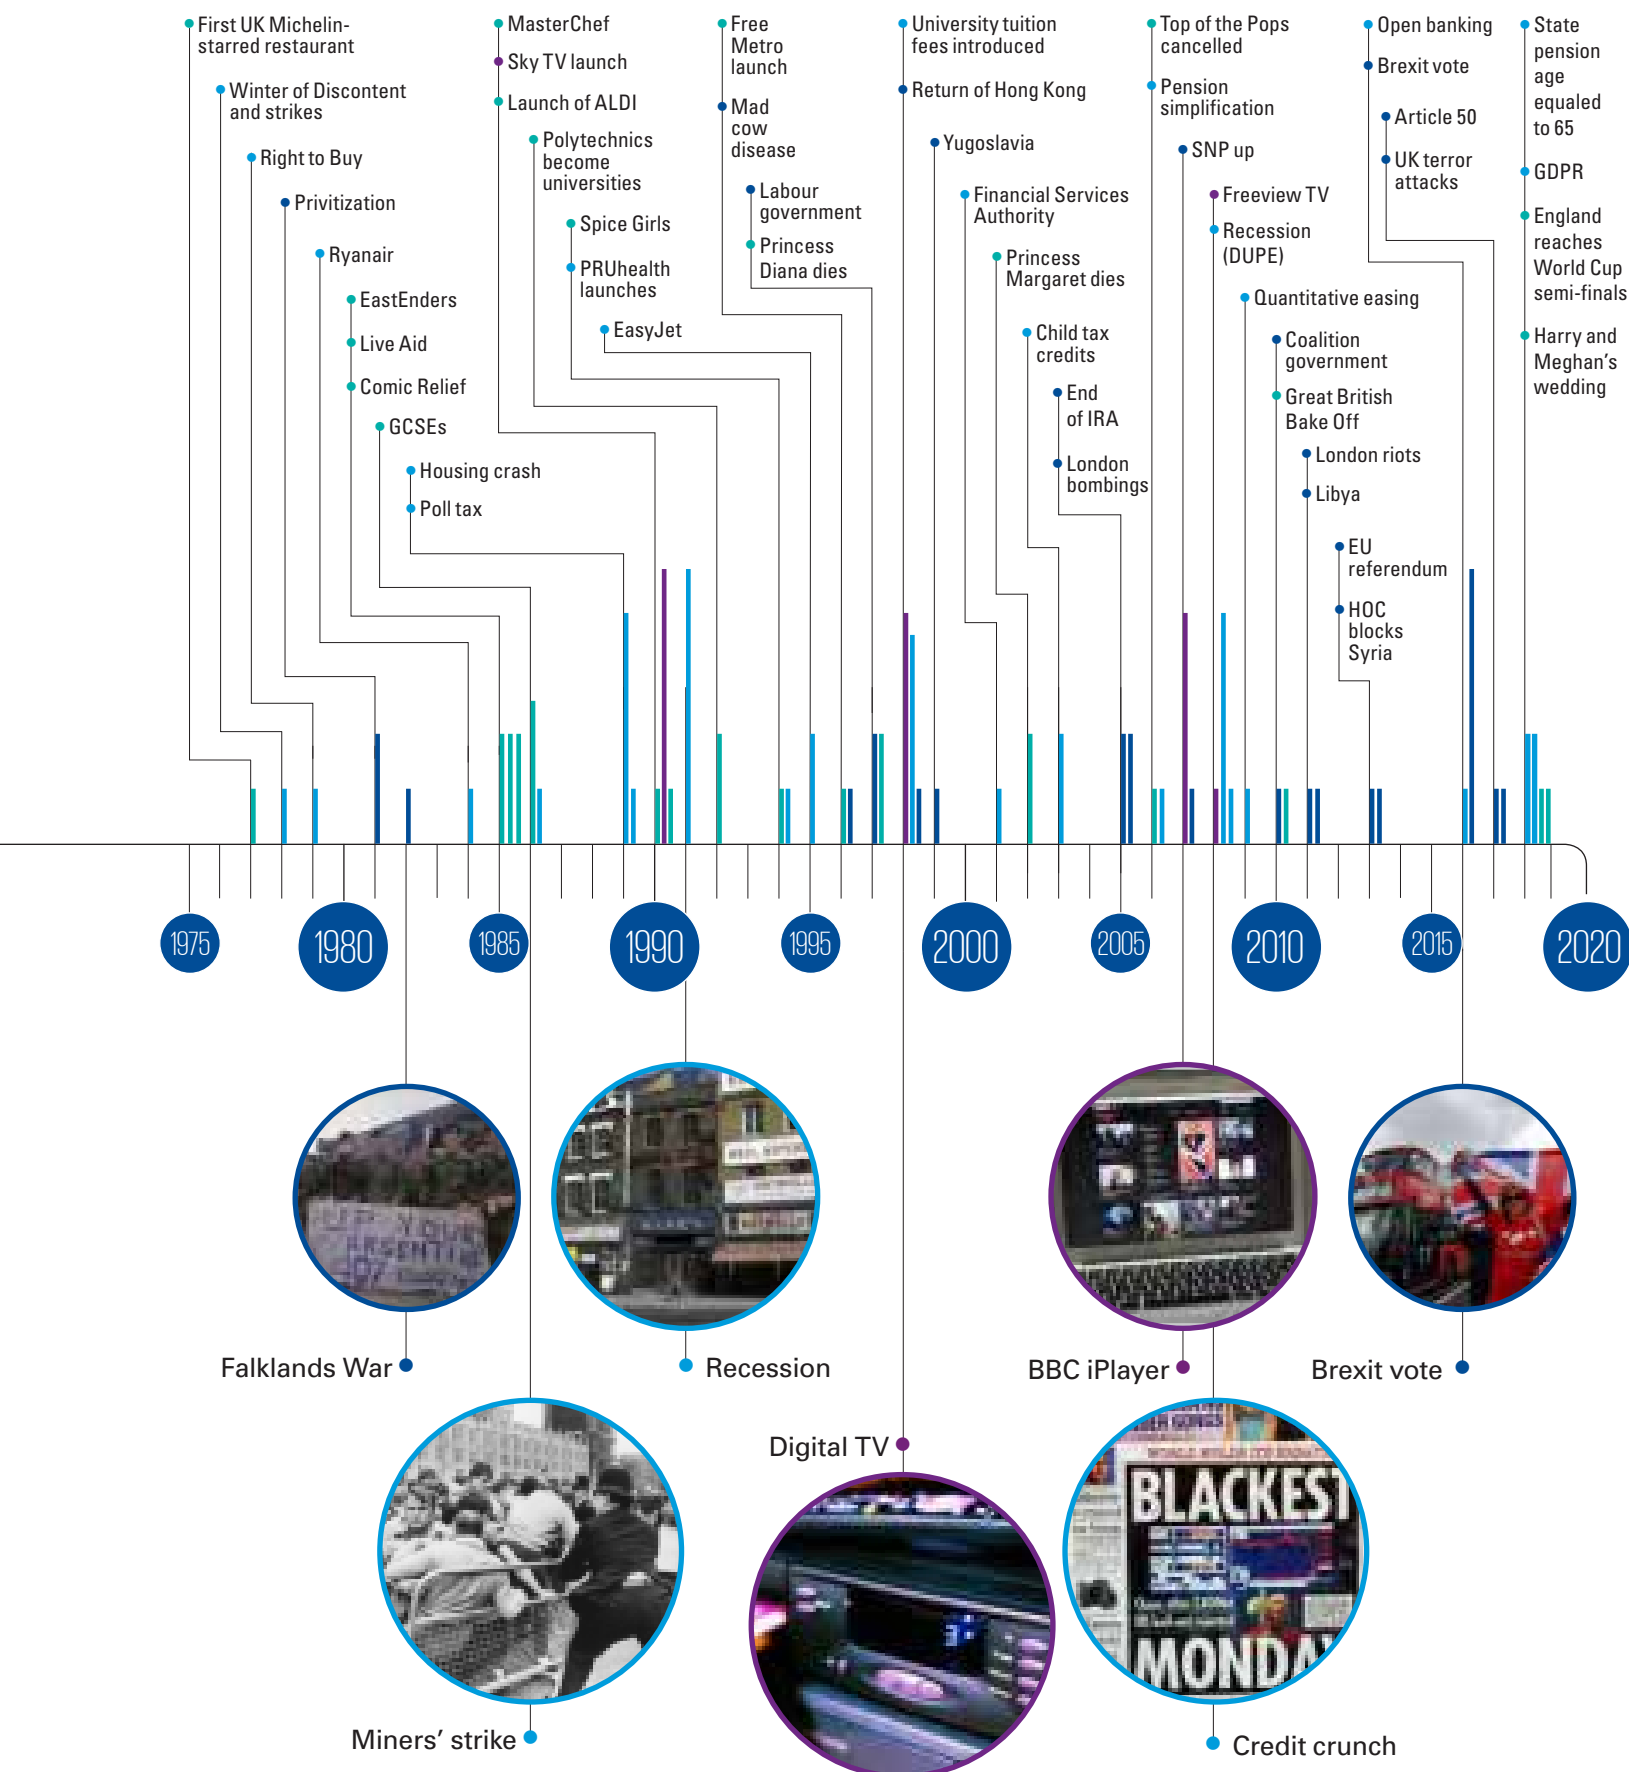 First UK Michelin-
starred restaurant
Winter of Discontent
and strikes
Right to Buy
Privitization
Ryanair
EastEnders
Live Aid
Comic Relief
GCSEs
Housing crash
Poll tax
MasterChef
Sky TV launch
Launch of ALDI
Polytechnics
become
universities
Spice Girls
PRUhealth
launches
EasyJet
Free
Metro
launch
Mad
cow
disease
Labour
government
Princess
Diana dies
University tuition
fees introduced
Return of Hong Kong
Yugoslavia
Financial Services
Authority
Princess
Margaret dies
Child tax
credits
End
of IRA
London
bombings
Top of the Pops
cancelled
Pension
simplification
SNP up
Freeview TV
Recession
(DUPE)
Quantitative easing
Coalition
government
Great British
Bake Off
London riots
Libya
EU
referendum
HOC
blocks
Syria
Open banking
Brexit vote
Article 50
UK terror
attacks
State
pension
age
equaled
to 65
GDPR
England
reaches
World Cup
semi-finals
Harry and
Meghan's
wedding
1975
1980
1985
1990
1995
2000
2005
2010
2015
2020
UP YOUR
Falklands War
Recession
BBC iPlayer
Brexit vote
Digital TV
BLACKEST
MONDAY
Miners' strike
Credit crunch